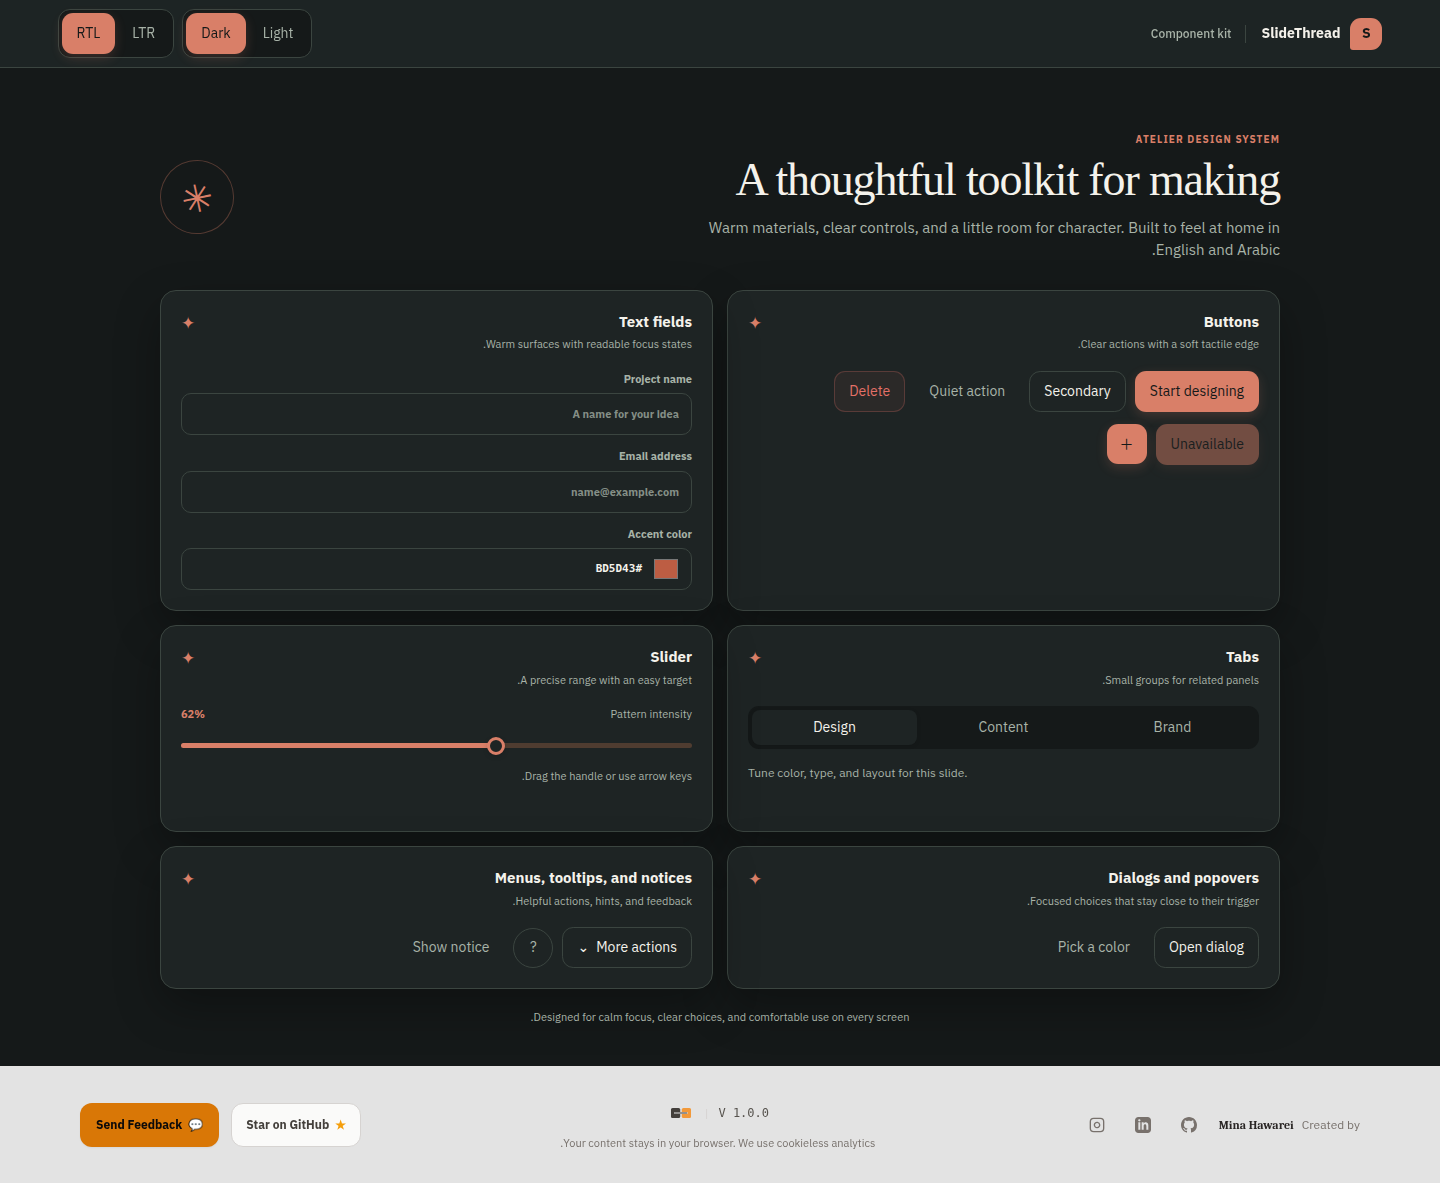 S
SlideThread
Component kit
Light
Dark
LTR
RTL
ATELIER DESIGN SYSTEM
A thoughtful toolkit for making
Warm materials, clear controls, and a little room for character. Built to feel at home in
.English and Arabic
Buttons
.Clear actions with a soft tactile edge
Start designing
Secondary
Quiet action
Delete
Unavailable
+
Text fields
.Warm surfaces with readable focus states
Project name
A name for your idea
Email address
name@example.com
Accent color
BD5D43#
Tabs
.Small groups for related panels
Brand
Content
Design
Tune color, type, and layout for this slide.
Slider
.A precise range with an easy target
Pattern intensity
62%
.Drag the handle or use arrow keys
Dialogs and popovers
.Focused choices that stay close to their trigger
Open dialog
Pick a color
Menus, tooltips, and notices
.Helpful actions, hints, and feedback
More actions
?
Show notice
.Designed for calm focus, clear choices, and comfortable use on every screen
Mina Hawarei Created by
V 1.0.0
.Your content stays in your browser. We use cookieless analytics
Star on GitHub
Send Feedback